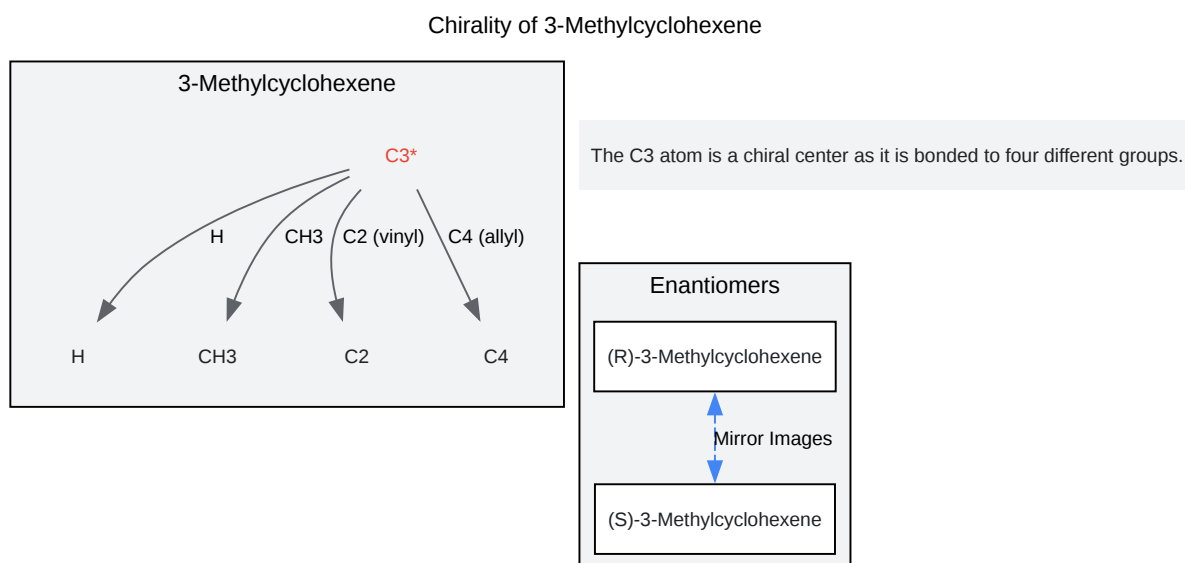 Chirality of 3-Methylcyclohexene
3-Methylcyclohexene
C3*
H
CH3
C2 (vinyl)
C4 (allyl)
H
CH3
C2
C4
The C3 atom is a chiral center as it is bonded to four different groups.
Enantiomers
(R)-3-Methylcyclohexene
Mirror Images
(S)-3-Methylcyclohexene